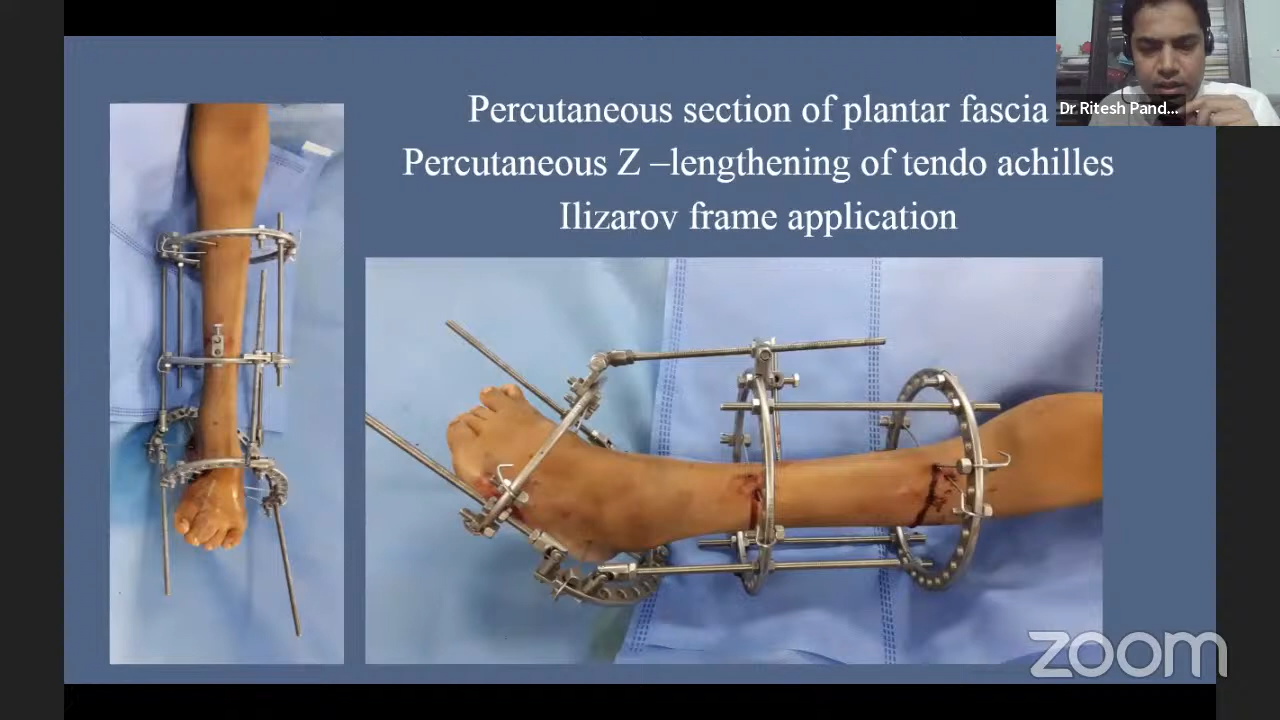 Percutaneous section of plantar fascia
Dr Ritesh Pand...
Percutaneous Z –lengthening of tendo achilles
Ilizarov frame application
zoom